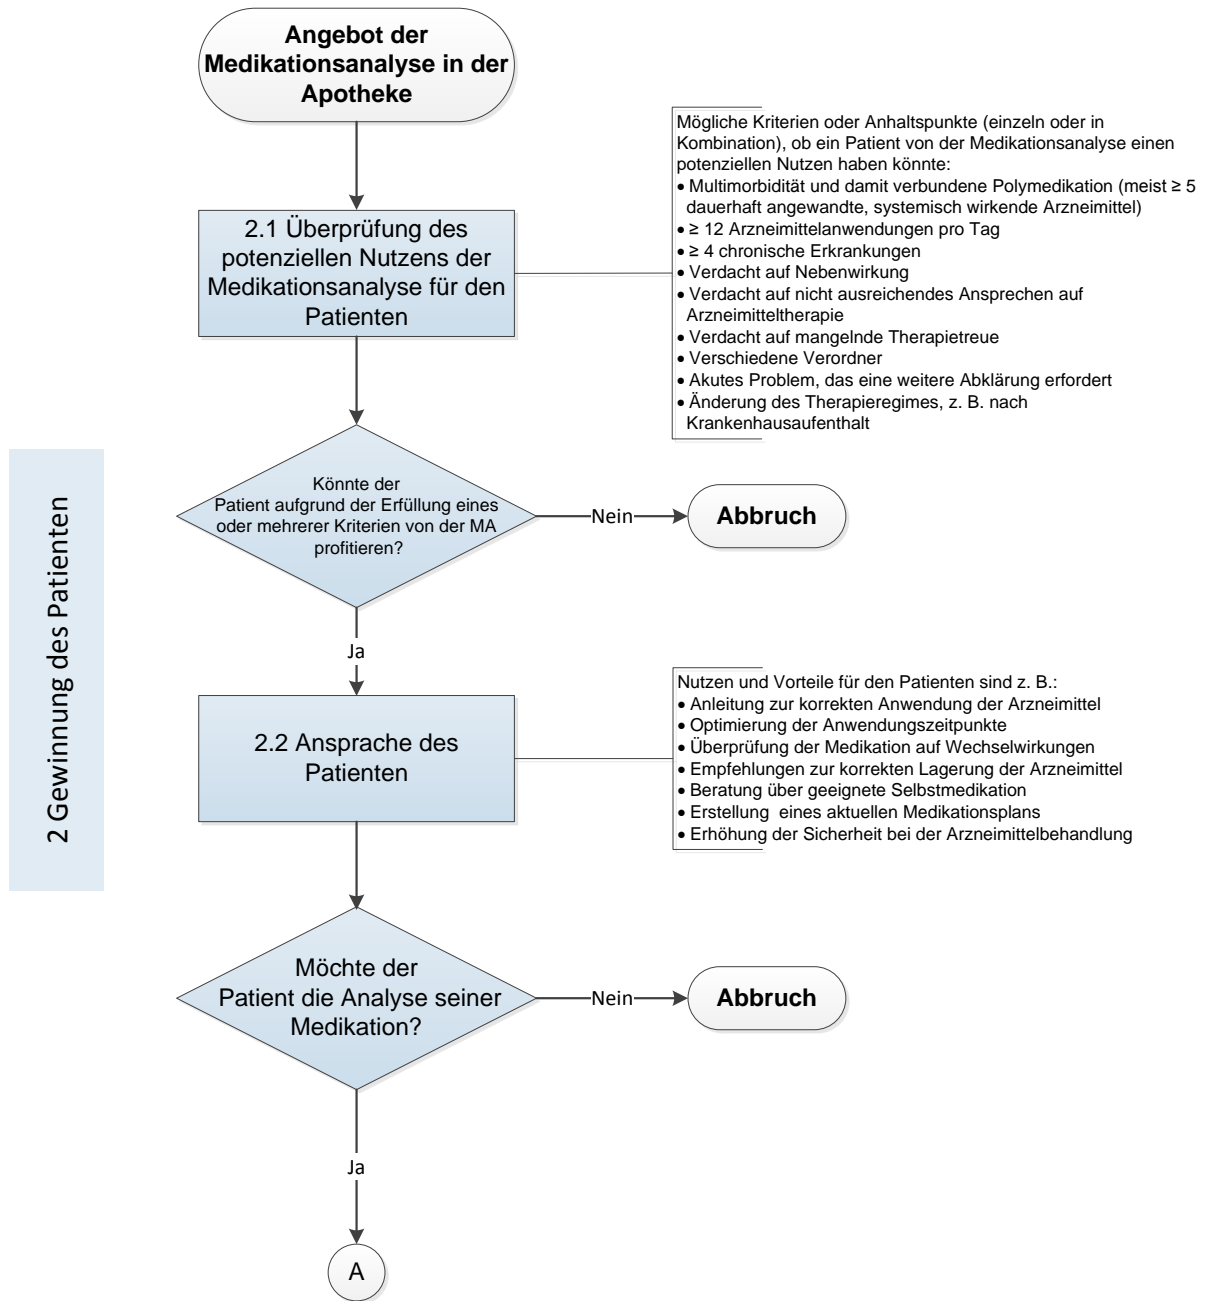 Angebot der
Medikationsanalyse in der
Apotheke
Mögliche Kriterien oder Anhaltspunkte (einzeln oder in
Kombination), ob ein Patient von der Medikationsanalyse einen
potenziellen Nutzen haben könnte:
• Multimorbidität und damit verbundene Polymedikation (meist ≥ 5
dauerhaft angewandte, systemisch wirkende Arzneimittel)
• ≥ 12 Arzneimittelanwendungen pro Tag
• ≥ 4 chronische Erkrankungen
• Verdacht auf Nebenwirkung
• Verdacht auf nicht ausreichendes Ansprechen auf
Arzneimitteltherapie
• Verdacht auf mangelnde Therapietreue
• Verschiedene Verordner
• Akutes Problem, das eine weitere Abklärung erfordert
• Änderung des Therapieregimes, z. B. nach
Krankenhausaufenthalt
2.1 Überprüfung des
potenziellen Nutzens der
Medikationsanalyse für den
Patienten
2 Gewinnung des Patienten
Könnte der
Patient aufgrund der Erfüllung eines
oder mehrerer Kriterien von der MA
profitieren?
Nein
Abbruch
Ja
2.2 Ansprache des
Patienten
Nutzen und Vorteile für den Patienten sind z. B.:
• Anleitung zur korrekten Anwendung der Arzneimittel
• Optimierung der Anwendungszeitpunkte
• Überprüfung der Medikation auf Wechselwirkungen
• Empfehlungen zur korrekten Lagerung der Arzneimittel
• Beratung über geeignete Selbstmedikation
• Erstellung eines aktuellen Medikationsplans
• Erhöhung der Sicherheit bei der Arzneimittelbehandlung
Möchte der
Patient die Analyse seiner
Medikation?
Nein
Abbruch
Ja
A